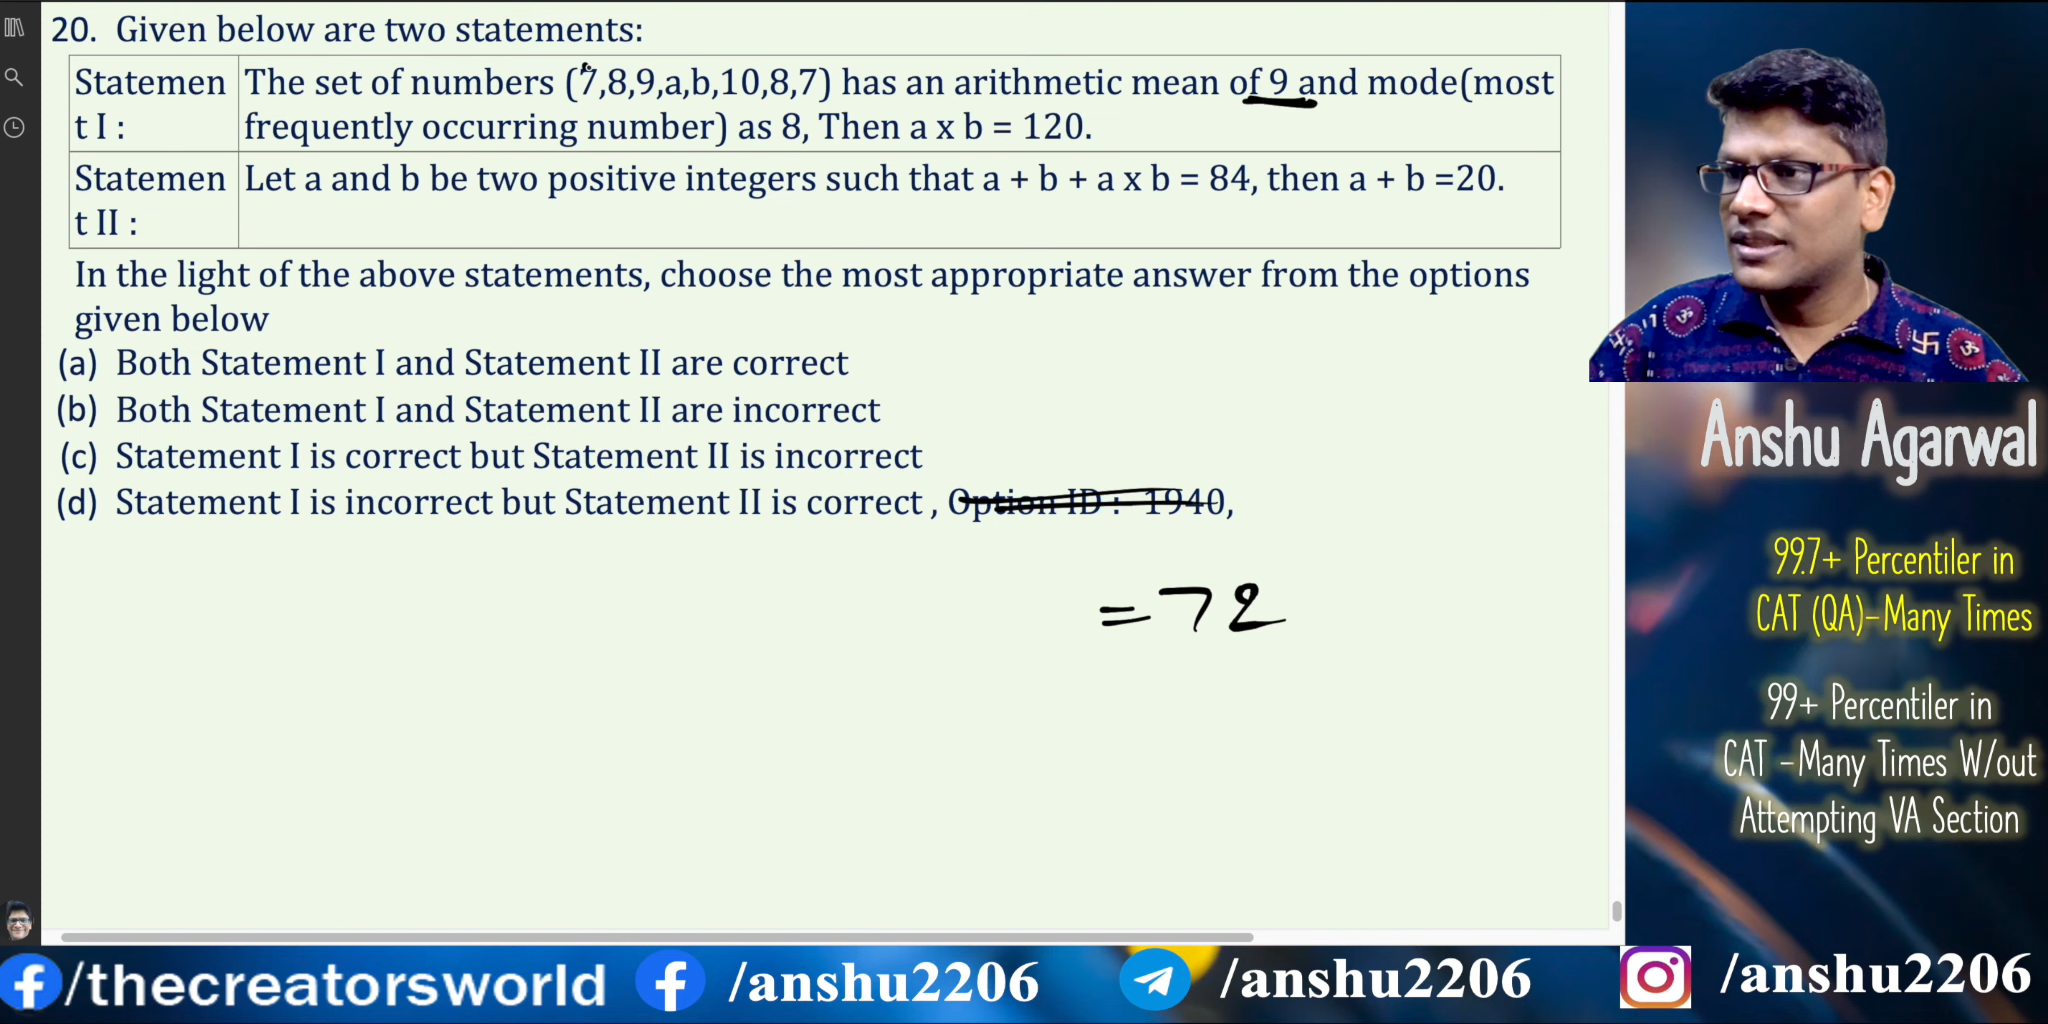 20. Given below are two statements:
Statemen The set of numbers (7,8,9,a,b,10,8,7) has an arithmetic mean of 9 and mode(most
t I : frequently occurring number) as 8, Then a x b = 120.
Statemen Let a and b be two positive integers such that a + b + a x b = 84, then a + b =20.
t II :
In the light of the above statements, choose the most appropriate answer from the options
given below
(a) Both Statement I and Statement II are correct
(b) Both Statement I and Statement II are incorrect
(c) Statement I is correct but Statement II is incorrect
(d) Statement I is incorrect but Statement II is correct , Option ID : 1940,
= 72
Anshu Agarwal
99.7+ Percentiler in
CAT (QA)-Many Times
99+ Percentiler in
CAT -Many Times W/out
Attempting VA Section
/thecreatorsworld /anshu2206 /anshu2206 /anshu2206